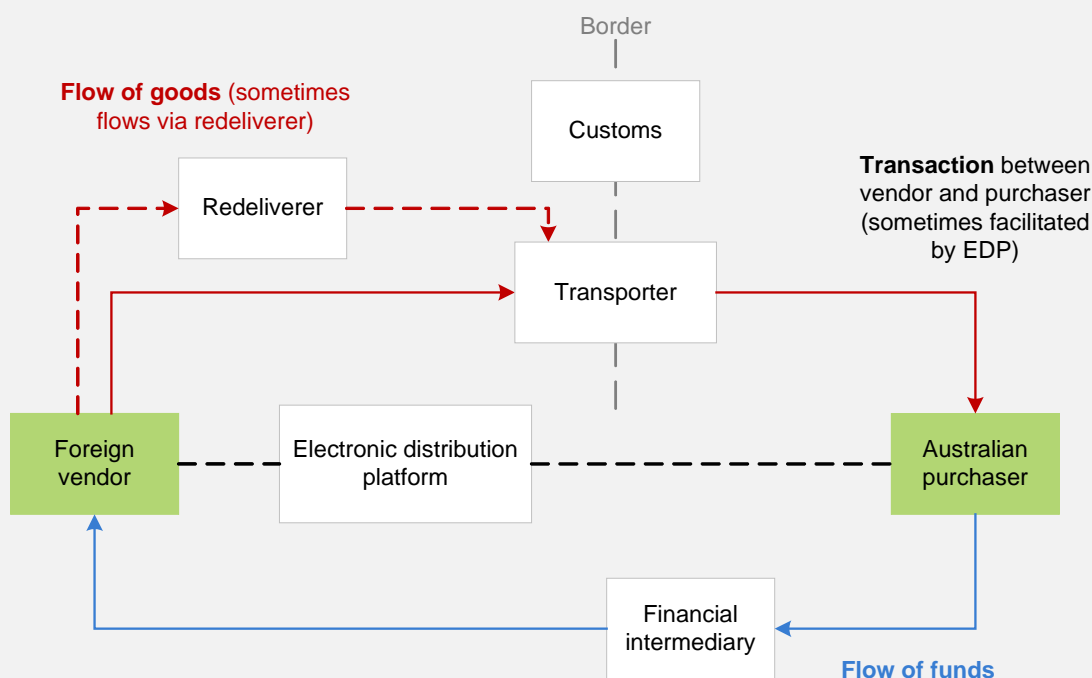 Border
Flow of goods (sometimes
flows via redeliverer)
Customs
Transaction between
vendor and purchaser
(sometimes facilitated
by EDP)
Redeliverer
Transporter
Foreign
vendor
Electronic distribution
platform
Australian
purchaser
Financial
intermediary
Flow of funds